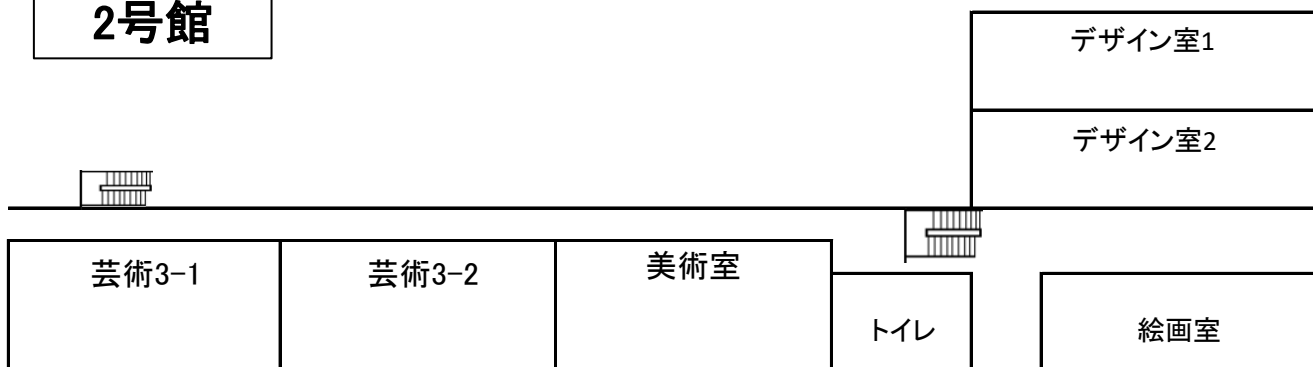 2号館
デザイン室1
デザイン室2
芸術3-1
芸術3-2
美術室
トイレ
絵画室